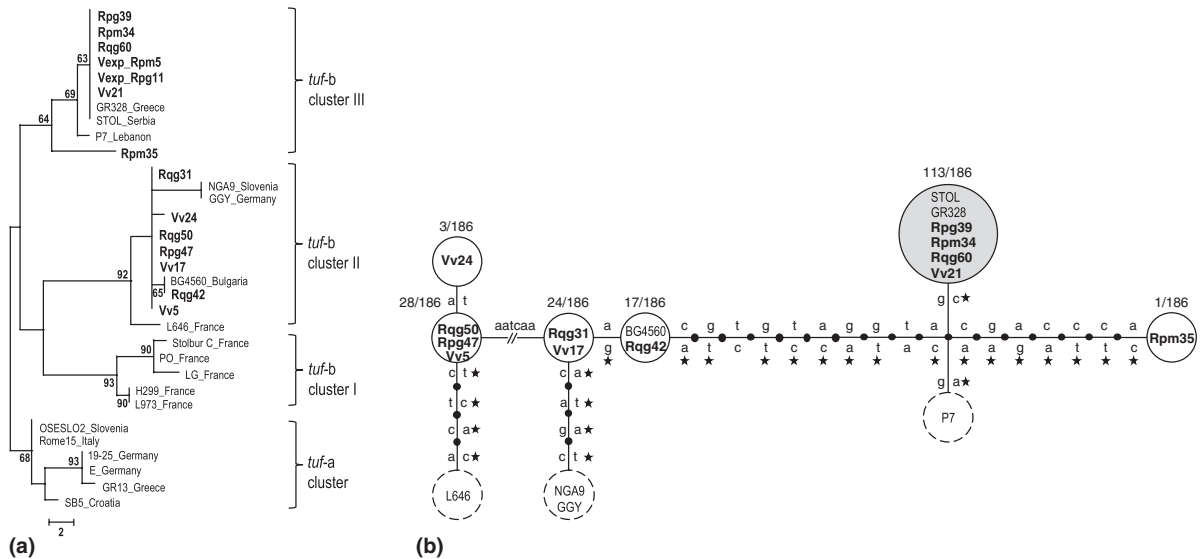 Rpg39
Rpm34
Rqg60
Vexp_Rpm5
Vexp_Rpg11
Vv21
GR328_Greece
STOL_Serbia
P7_Lebanon
Rpm35
63
69
64
tuf-b
cluster III
Rqg31
NGA9_Slovenia
GGY_Germany
Vv24
Rqg50
Rpg47
Vv17
BG4560_Bulgaria
Rqg42
Vv5
L646_France
92
65
tuf-b
cluster II
Stolbur C_France
PO_France
LG_France
H299_France
L973_France
90
93
90
tuf-b
cluster I
OSESLO2_Slovenia
Rome15_Italy
19-25_Germany
E_Germany
GR13_Greece
SB5_Croatia
68
93
tuf-a
cluster
2
(a)
113/186
STOL
GR328
Rpg39
Rpm34
Rqg60
Vv21
g c★
3/186
Vv24
a t
28/186
Rqg50
Rpg47
Vv5
aatcaa
24/186
Rqg31
Vv17
a
g
★
17/186
BG4560
Rqg42
c g t g t a g g t a c g a c c c a
a t c t c c a t a c a a g a t t c
★ ★ ★ ★ ★ ★ ★ ★ ★ ★ ★ ★ ★
1/186
Rpm35
c t★
t c★
c a★
a c★
L646
c a★
a t★
g a★
c t★
NGA9
GGY
g a★
P7
(b)